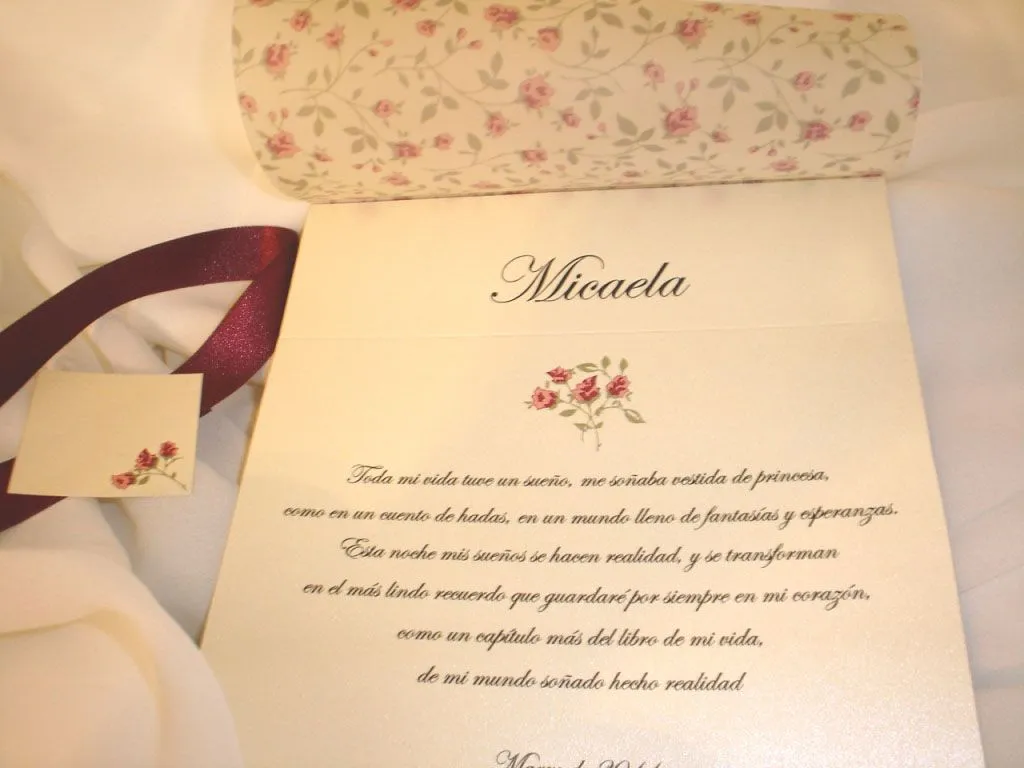 Micaela
Toda mi vida tuve un sueño, me soñaba vestida de princesa,
como en un cuento de hadas, en un mundo lleno de fantasías y esperanzas.
Esta noche mis sueños se hacen realidad, y se transforman
en el más lindo recuerdo que guardaré por siempre en mi corazón,
como un capítulo más del libro de mi vida,
de mi mundo soñado hecho realidad